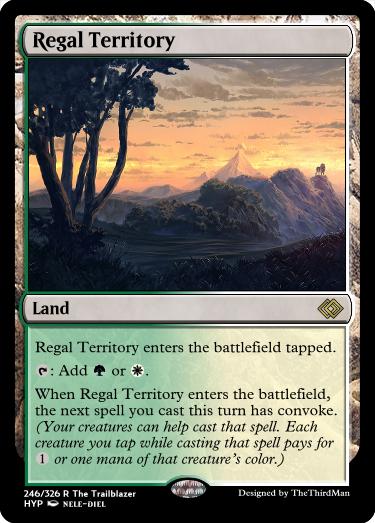 Regal Territory
Land
Regal Territory enters the battlefield tapped.
: Add or .
When Regal Territory enters the battlefield,
the next spell you cast this turn has convoke.
(Your creatures can help cast that spell. Each
creature you tap while casting that spell pays for
1 or one mana of that creature's color.)
246/326 R The Trailblazer
Designed by TheThirdMan
HYP NELE-DIEL